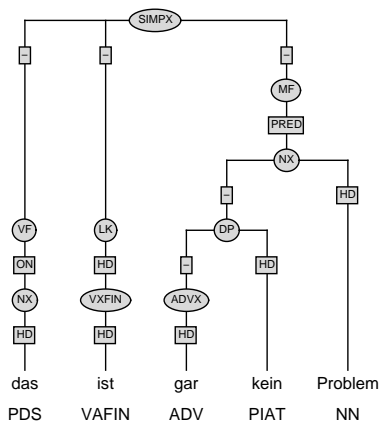 SIMPX
– – –
MF
PRED
NX
– HD
VF LK DP
ON HD – HD
NX VXFIN ADVX
HD HD HD
das ist gar kein Problem
PDS VAFIN ADV PIAT NN